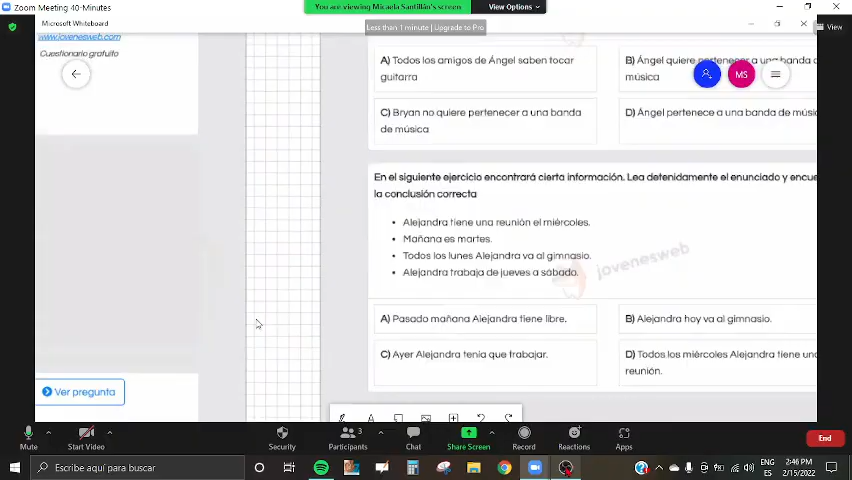 Zoom Meeting 40-Minutes
You are viewing Micaela Santillán's screen
View Options
Microsoft Whiteboard
Less than 1 minute | Upgrade to Pro
View
www.jovenesweb.com
Cuestionario gratuito
A) Todos los amigos de Ángel saben tocar
guitarra
B) Ángel quiere pertenecer a una banda
música
MS
C) Bryan no quiere pertenecer a una banda
de música
D) Ángel pertenece a una banda de
En el siguiente ejercicio encontrará cierta información. Lea detenidamente el enunciado y
la conclusión correcta
• Alejandra tiene una reunión el miércoles.
• Mañana es martes.
• Todos los lunes Alejandra va al gimnasio.
• Alejandra trabaja de jueves a sábado.
jovenesweb
A) Pasado mañana Alejandra tiene libre.
B) Alejandra hoy va al gimnasio.
C) Ayer Alejandra tenía que trabajar.
D) Todos los miércoles Alejandra tiene
reunión.
Ver pregunta
3
Mute
Start Video
Security
Participants
Chat
Share Screen
Record
Reactions
Apps
End
Escribe aquí para buscar
ENG
ES
2:46 PM
2/15/2022